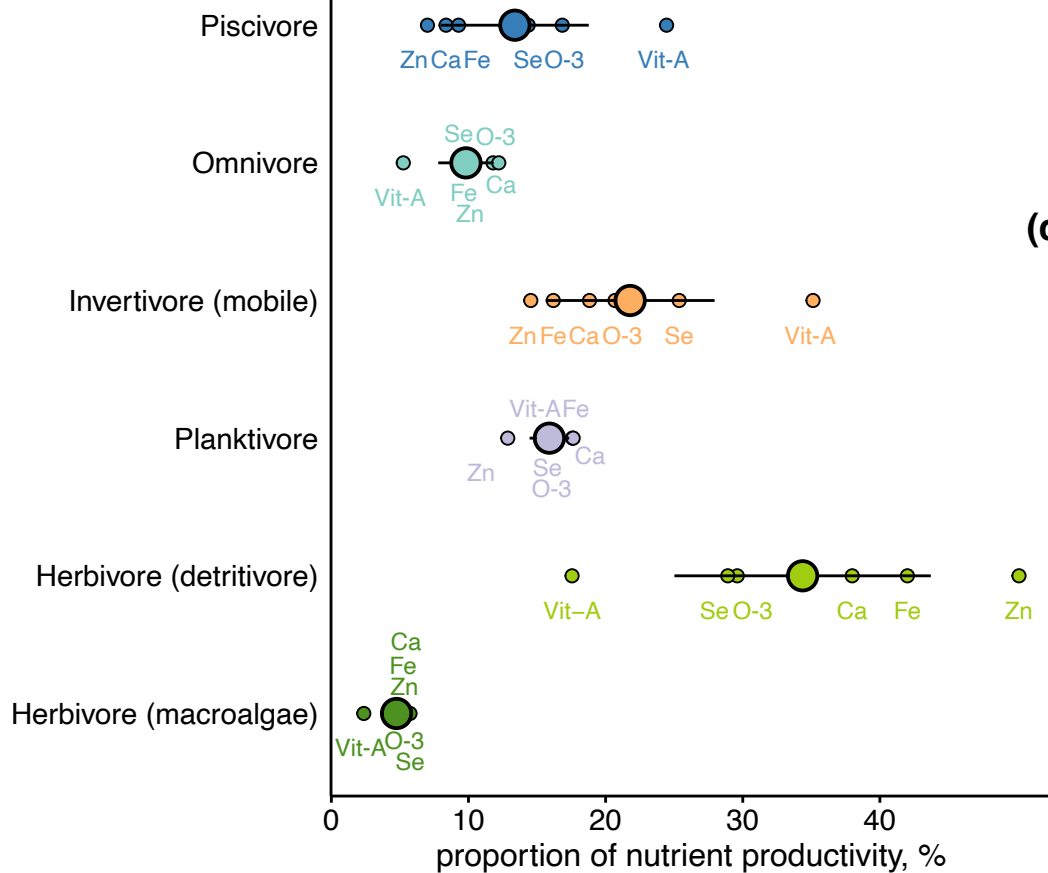 Piscivore
Zn Ca Fe Se O-3 Vit-A
Se O-3
Omnivore
Vit-A Fe Ca
Zn
(c
Invertivore (mobile)
Zn Fe Ca O-3 Se Vit-A
Vit-A Fe
Planktivore
Zn Se Ca
O-3
Herbivore (detritivore)
Vit–A Se O-3 Ca Fe Zn
Ca
Fe
Zn
Herbivore (macroalgae)
Vit-A O-3
Se
0 10 20 30 40
proportion of nutrient productivity, %